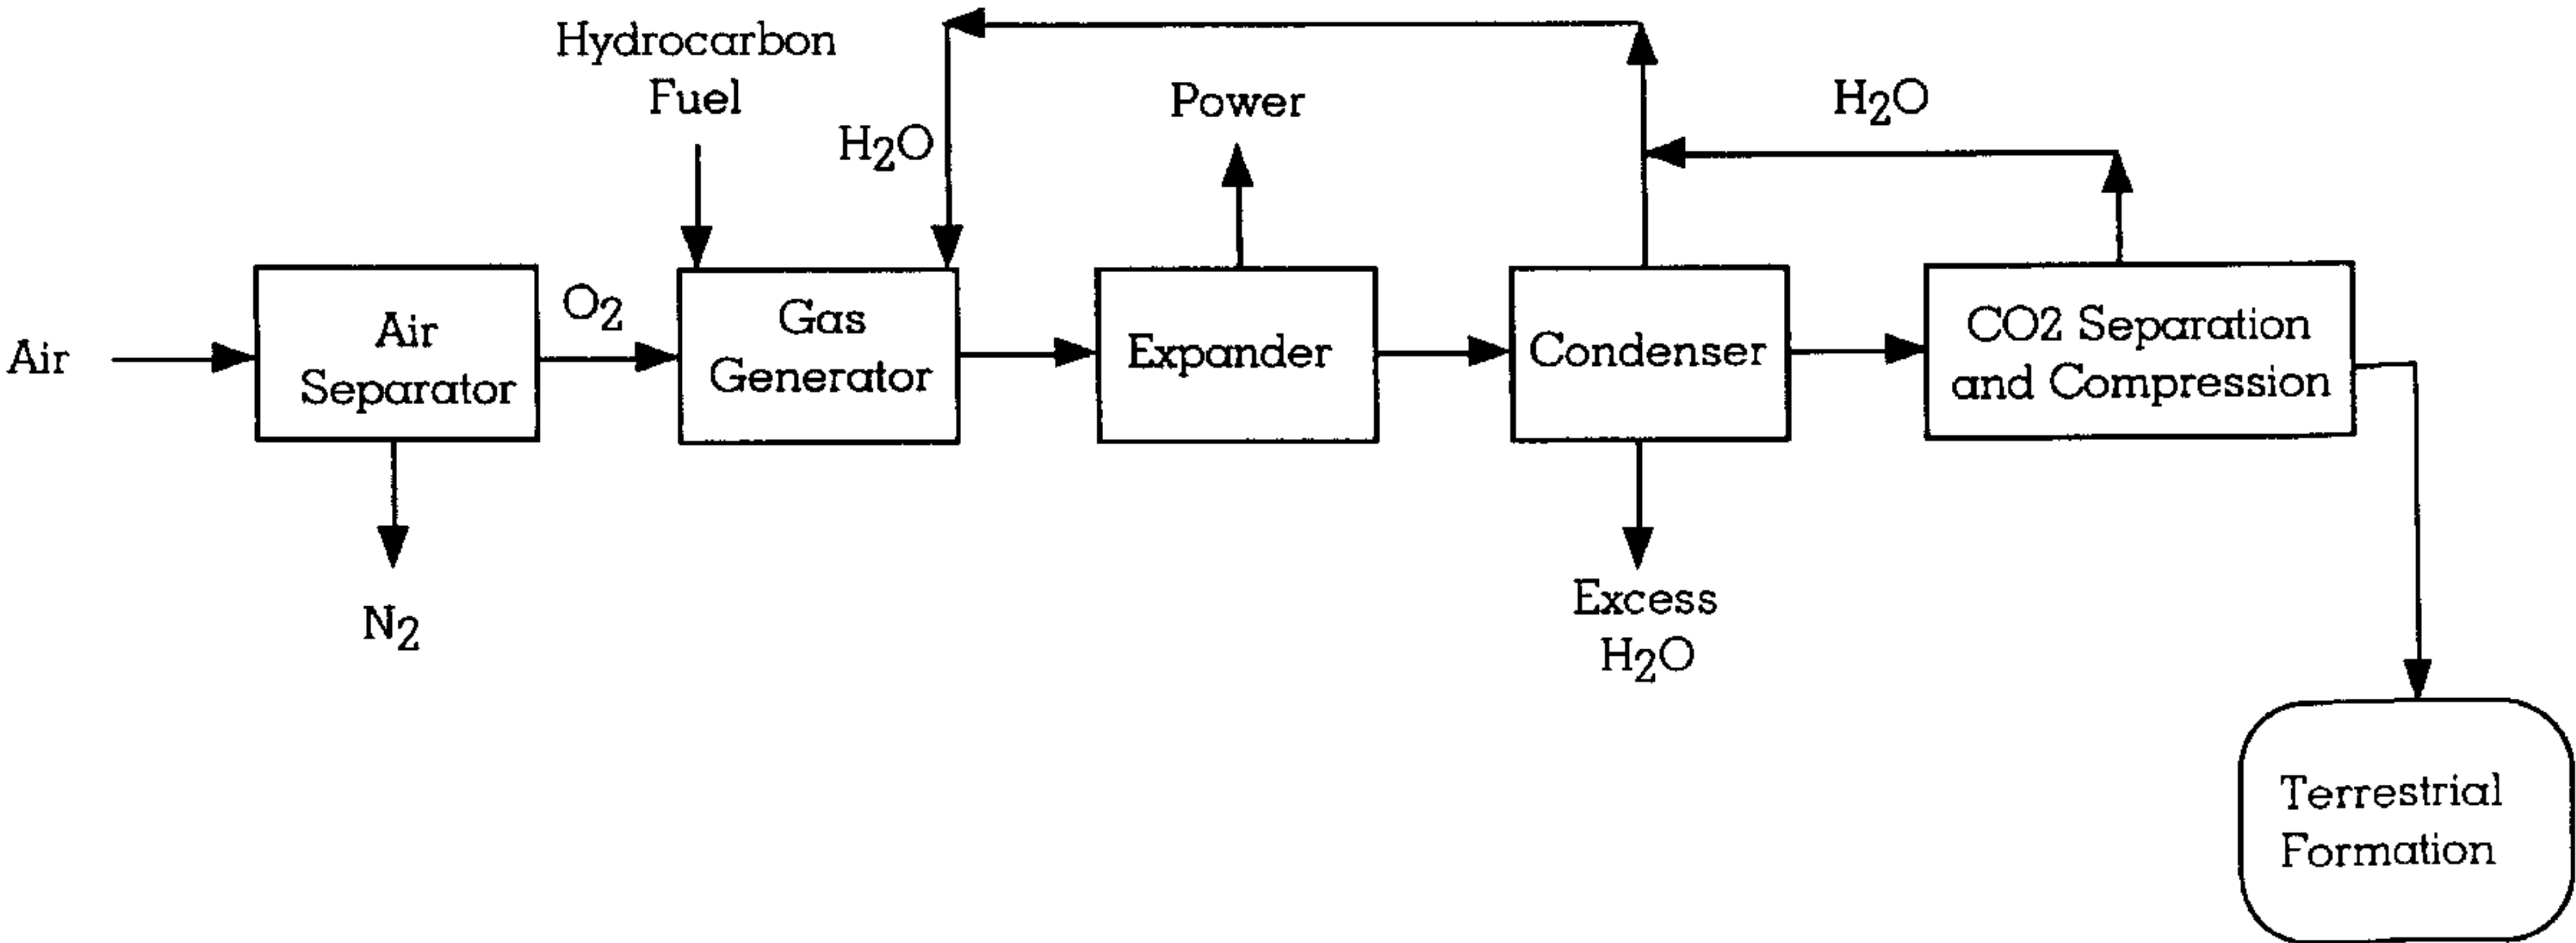 Hydrocarbon
Fuel
H2O
Power
H2O
Air
Air
Separator
O2
Gas
Generator
Expander
Condenser
CO2 Separation
and Compression
N2
Excess
H2O
Terrestrial
Formation